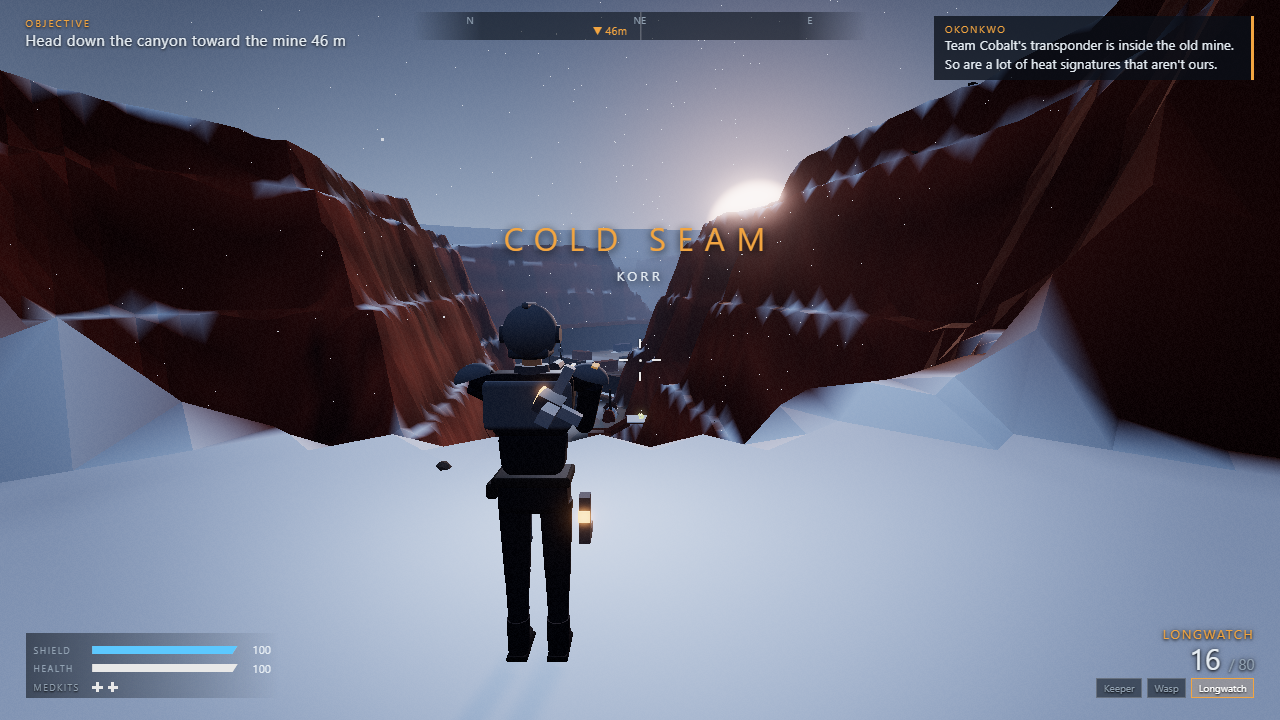 OBJECTIVE
Head down the canyon toward the mine 46 m
N NE E
46m
OKONKWO
Team Cobalt's transponder is inside the old mine.
So are a lot of heat signatures that aren't ours.
COLD SEAM
KORR
SHIELD 100
HEALTH 100
MEDKITS
LONGWATCH
16 / 80
Keeper Wasp Longwatch